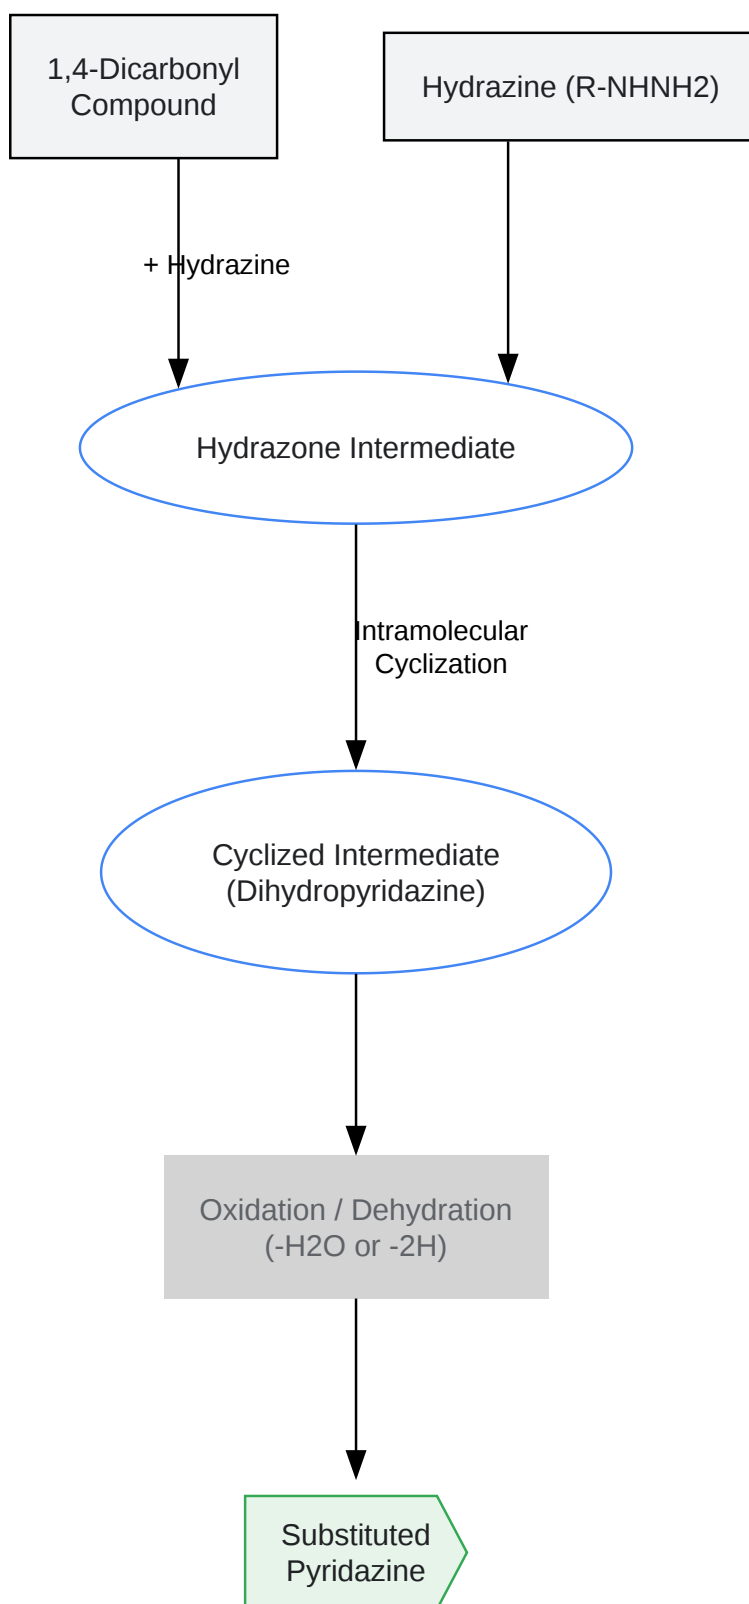 1,4-Dicarbonyl
Compound
Hydrazine (R-NHNH2)
+ Hydrazine
Hydrazone Intermediate
Intramolecular
Cyclization
Cyclized Intermediate
(Dihydropyridazine)
Oxidation / Dehydration
(-H2O or -2H)
Substituted
Pyridazine